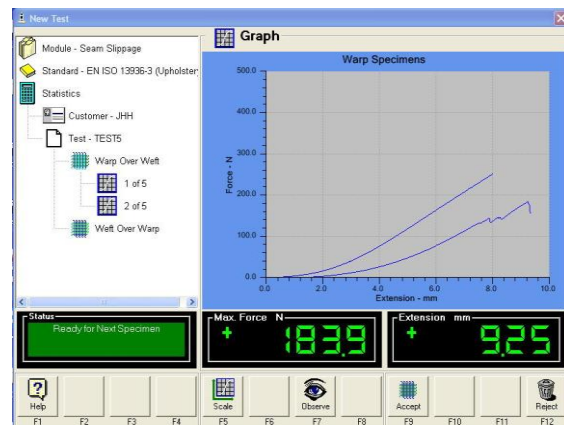 New Test
Module - Seam Slippage
Standard - EN ISO 13936-3 (Upholster
Statistics
Customer - JHH
Test - TEST5
Warp Over Weft
1 of 5
2 of 5
Weft Over Warp
Graph
Warp Specimens
500.0
400.0
300.0
200.0
100.0
0.0
Force - N
0.0 2.0 4.0 6.0 8.0 10.0
Extension - mm
Status
Ready for Next Specimen
Max. Force N
+ 183.9
Extension mm
+ 9.25
Help
Scale
Observe
Accept
Reject
F1 F2 F3 F4 F5 F6 F7 F8 F9 F10 F11 F12